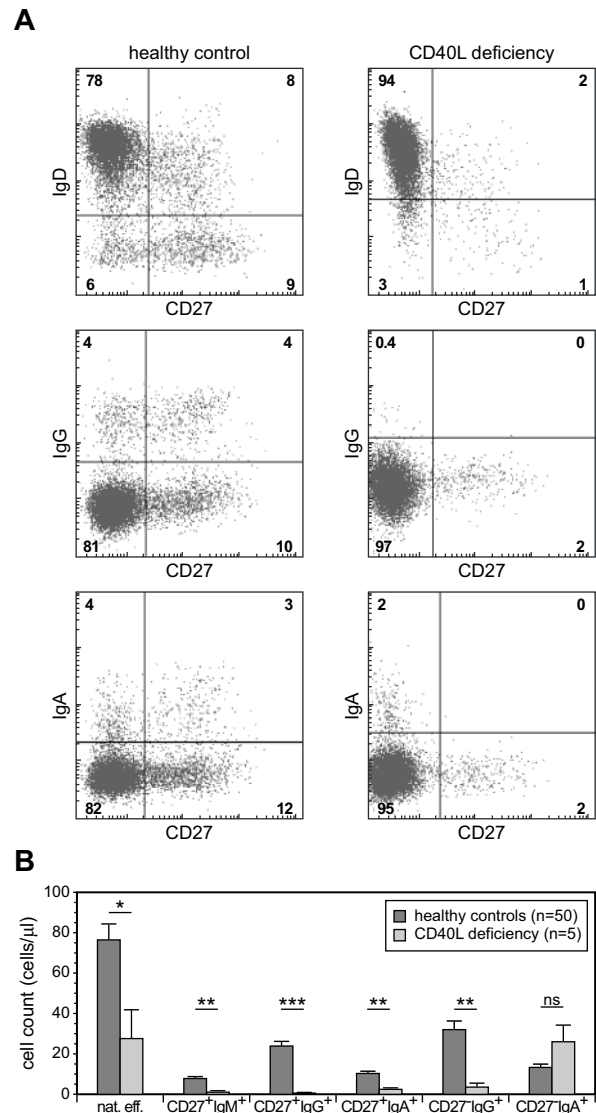 A
healthy control
CD40L deficiency
78 8
94 2
IgD
IgD
6 9
3 1
CD27
CD27
4 4
0.4 0
IgG
IgG
81 10
97 2
CD27
CD27
4 3
2 0
IgA
IgA
82 12
95 2
CD27
CD27
B
cell count (cells/µl)
100
80
60
40
20
0
healthy controls (n=50)
CD40L deficiency (n=5)
*
**
***
**
**
ns
nat. eff. CD27⁺IgM⁺ CD27⁺IgG⁺ CD27⁺IgA⁺ CD27⁻IgG⁺ CD27⁻IgA⁺